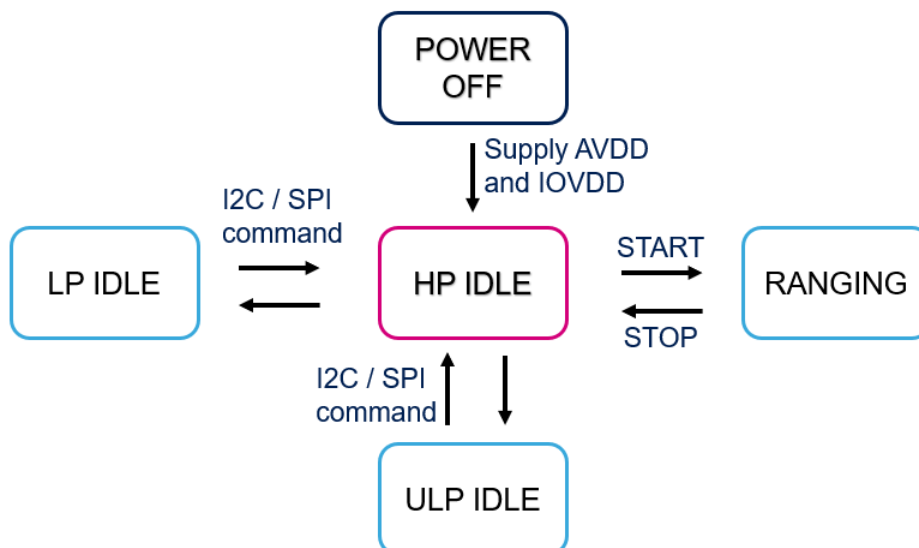 POWER
OFF
Supply AVDD
and IOVDD
I2C / SPI
command
LP IDLE
HP IDLE
START
STOP
RANGING
I2C / SPI
command
ULP IDLE